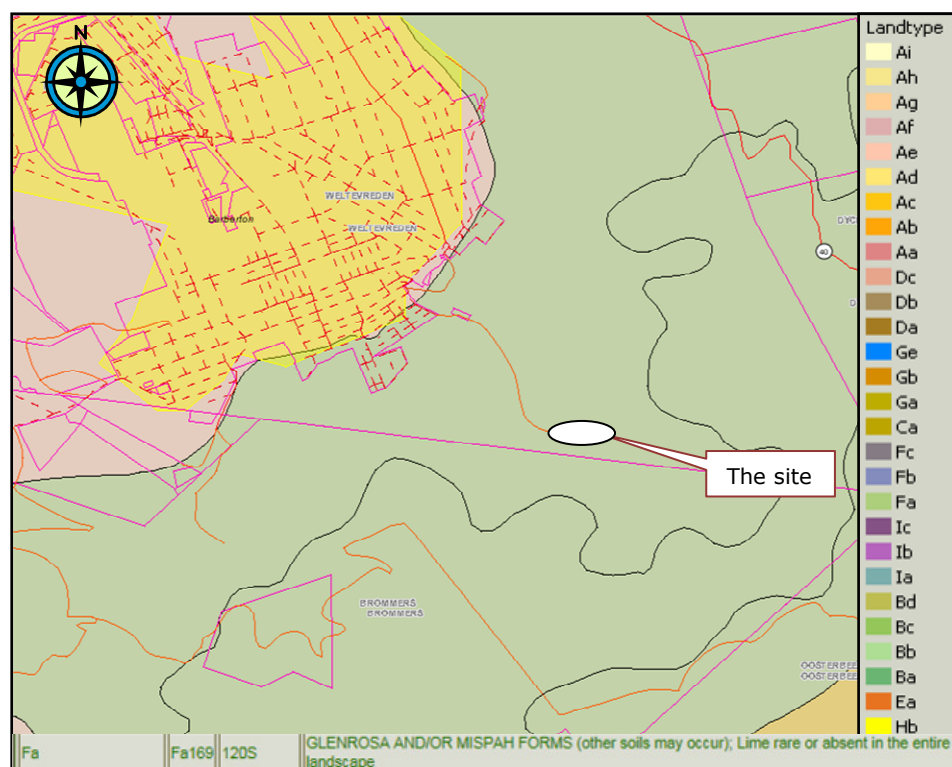 N
WELTEVREDEN
Barberton
WELTEVREDEN
40
The site
BROMMERS
BROMMERS
OOSTERBEE
OOSTERBEE
DYC
D
Landtype
Ai
Ah
Ag
Af
Ae
Ad
Ac
Ab
Aa
Dc
Db
Da
Ge
Gb
Ga
Ca
Fc
Fb
Fa
Ic
Ib
Ia
Bd
Bc
Bb
Ba
Ea
Hb
Fa Fa169 120S GLENROSA AND/OR MISPAH FORMS (other soils may occur); Lime rare or absent in the entire
landscape